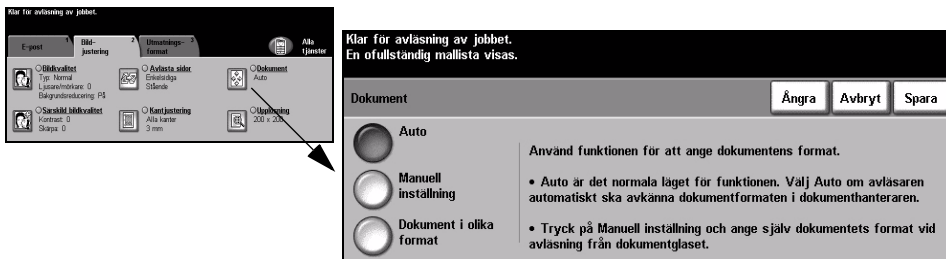 Klar för avläsning av jobbet.
E-post 1
Bild-
justering 2
Utmatnings-
format 3
Alla
tjänster
Bildkvalitet
Typ: Normal
Ljusare/mörkare: 0
Bakgrundsreducering: På
Avlästa sidor
Enkelsidiga
Stående
Dokument
Auto
Särskild bildkvalitet
Kontrast: 0
Skärpa: 0
Kantjustering
Alla kanter
3 mm
Upplösning
200 x 200
Klar för avläsning av jobbet.
En ofullständig mallista visas.
Dokument
Ångra
Avbryt
Spara
Auto
Manuell
inställning
Dokument i olika
format
Använd funktionen för att ange dokumentens format.
• Auto är det normala läget för funktionen. Välj Auto om avläsaren
automatiskt ska avkänna dokumentformaten i dokumenthanteraren.
• Tryck på Manuell inställning och ange själv dokumentets format vid
avläsning från dokumentglaset.